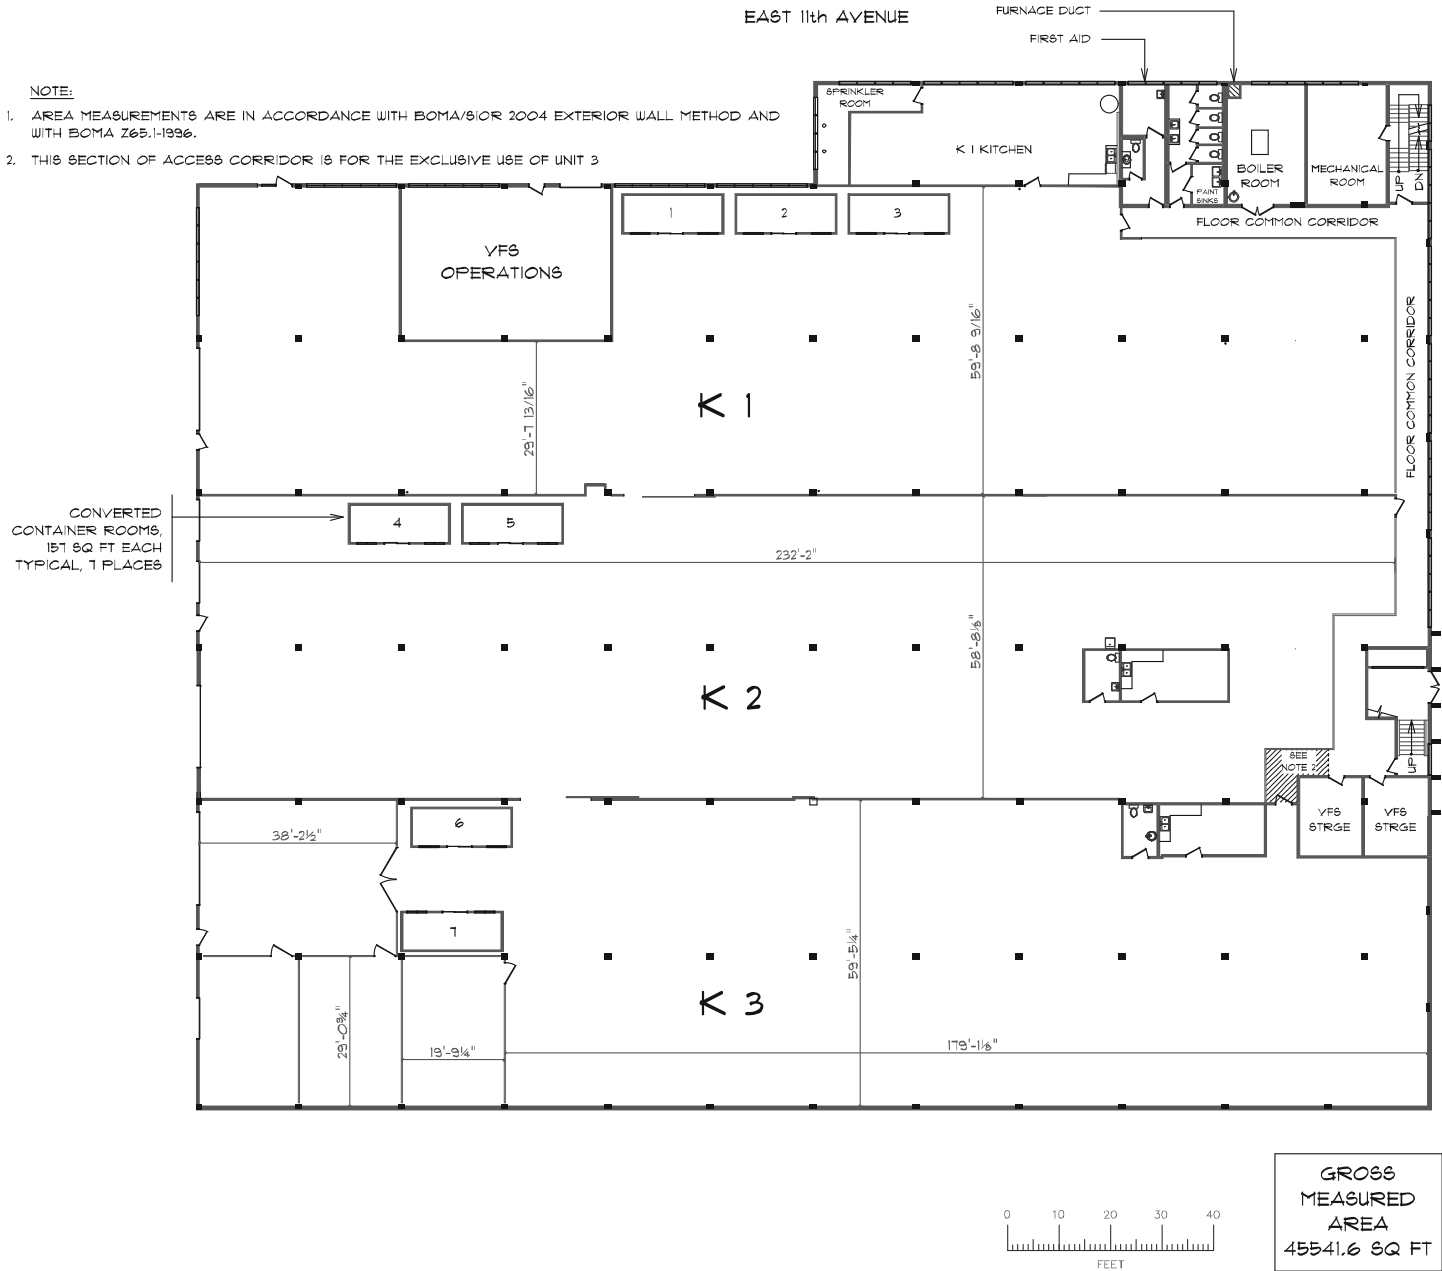 EAST 11th AVENUE
FURNACE DUCT
FIRST AID
NOTE:
1. AREA MEASUREMENTS ARE IN ACCORDANCE WITH BOMA/SIOR 2004 EXTERIOR WALL METHOD AND
WITH BOMA Z65.1-1996.
2. THIS SECTION OF ACCESS CORRIDOR IS FOR THE EXCLUSIVE USE OF UNIT 3
SPRINKLER
ROOM
K 1 KITCHEN
BOILER
ROOM
MECHANICAL
ROOM
PAINT
SINKS
UP
DN
FLOOR COMMON CORRIDOR
1
2
3
VFS
OPERATIONS
59'-8 9/16"
FLOOR COMMON CORRIDOR
29'-7 13/16"
K 1
CONVERTED
CONTAINER ROOMS,
157 SQ FT EACH
TYPICAL, 7 PLACES
4
5
232'-2"
58'-8⅛"
K 2
SEE
NOTE 2
UP
VFS
STRGE
VFS
STRGE
38'-2½"
6
7
59'-5¼"
K 3
29'-0¾"
19'-9¼"
179'-1⅛"
0 10 20 30 40
FEET
GROSS
MEASURED
AREA
45541.6 SQ FT